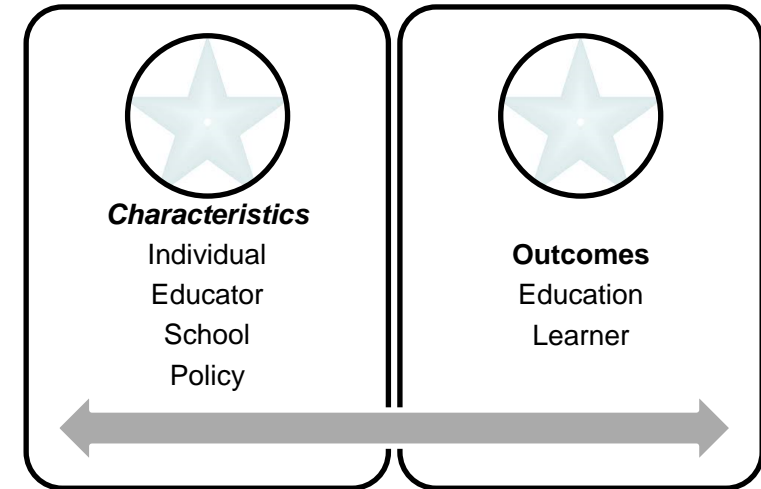 Characteristics
Individual
Educator
School
Policy
Outcomes
Education
Learner